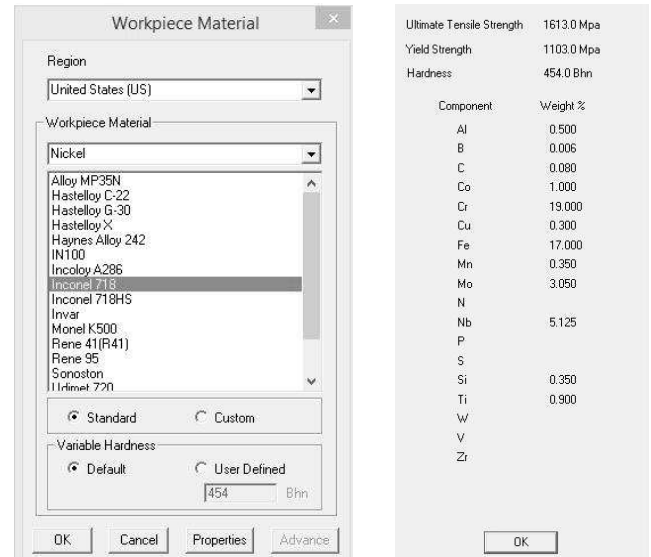 Workpiece Material
Region
United States (US)
Workpiece Material
Nickel
Alloy MP35N
Hastelloy C-22
Hastelloy G-30
Hastelloy X
Haynes Alloy 242
IN100
Incoloy A286
Inconel 718
Inconel 718HS
Invar
Monel K500
Rene 41(R41)
Rene 95
Sonoston
Udimet 720
Standard Custom
Variable Hardness
Default User Defined
454 Bhn
OK Cancel Properties Advance
Ultimate Tensile Strength 1613.0 Mpa
Yield Strength 1103.0 Mpa
Hardness 454.0 Bhn
Component Weight %
Al 0.500
B 0.006
C 0.080
Co 1.000
Cr 19.000
Cu 0.300
Fe 17.000
Mn 0.350
Mo 3.050
N
Nb 5.125
P
S
Si 0.350
Ti 0.900
W
V
Zr
OK